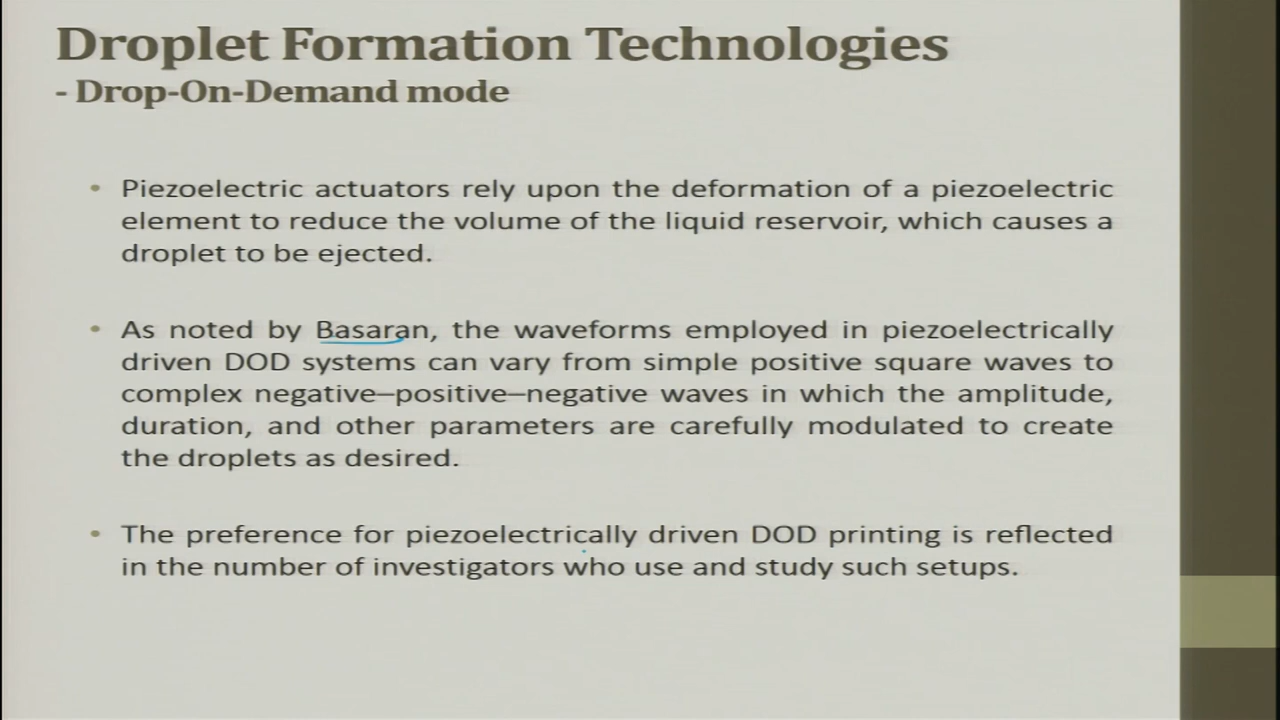 Droplet Formation Technologies
- Drop-On-Demand mode
• Piezoelectric actuators rely upon the deformation of a piezoelectric
element to reduce the volume of the liquid reservoir, which causes a
droplet to be ejected.
• As noted by Basaran, the waveforms employed in piezoelectrically
driven DOD systems can vary from simple positive square waves to
complex negative–positive–negative waves in which the amplitude,
duration, and other parameters are carefully modulated to create
the droplets as desired.
• The preference for piezoelectrically driven DOD printing is reflected
in the number of investigators who use and study such setups.